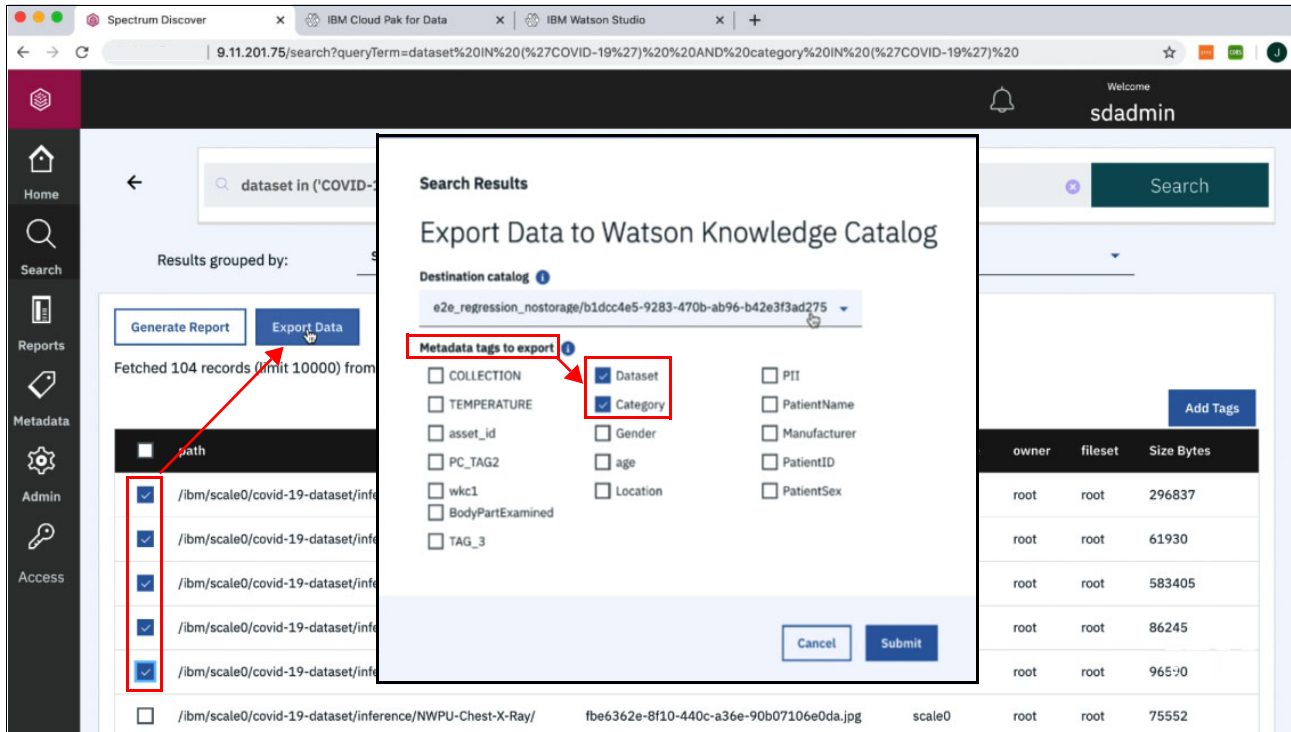 Spectrum Discover
IBM Cloud Pak for Data
IBM Watson Studio
9.11.201.75/search?queryTerm=dataset%20IN%20(%27COVID-19%27)%20%20AND%20category%20IN%20(%27COVID-19%27)%20
J
Welcome
sdadmin
Home
Search
Reports
Metadata
Admin
Access
dataset in ('COVID-1
Search
Results grouped by:
Generate Report
Export Data
Fetched 104 records (limit 10000) from
Add Tags
Search Results
Export Data to Watson Knowledge Catalog
Destination catalog
e2e_regression_nostorage/b1dcc4e5-9283-470b-ab96-b42e3f3ad275
Metadata tags to export
COLLECTION Dataset PII
TEMPERATURE Category PatientName
asset_id Gender Manufacturer
PC_TAG2 age PatientID
wkc1 Location PatientSex
BodyPartExamined
TAG_3
Cancel Submit
path owner fileset Size Bytes
/ibm/scale0/covid-19-dataset/infe root root 296837
/ibm/scale0/covid-19-dataset/infe root root 61930
/ibm/scale0/covid-19-dataset/infe root root 583405
/ibm/scale0/covid-19-dataset/infe root root 86245
/ibm/scale0/covid-19-dataset/infe root root 96590
/ibm/scale0/covid-19-dataset/inference/NWPU-Chest-X-Ray/ fbe6362e-8f10-440c-a36e-90b07106e0da.jpg scale0 root root 75552